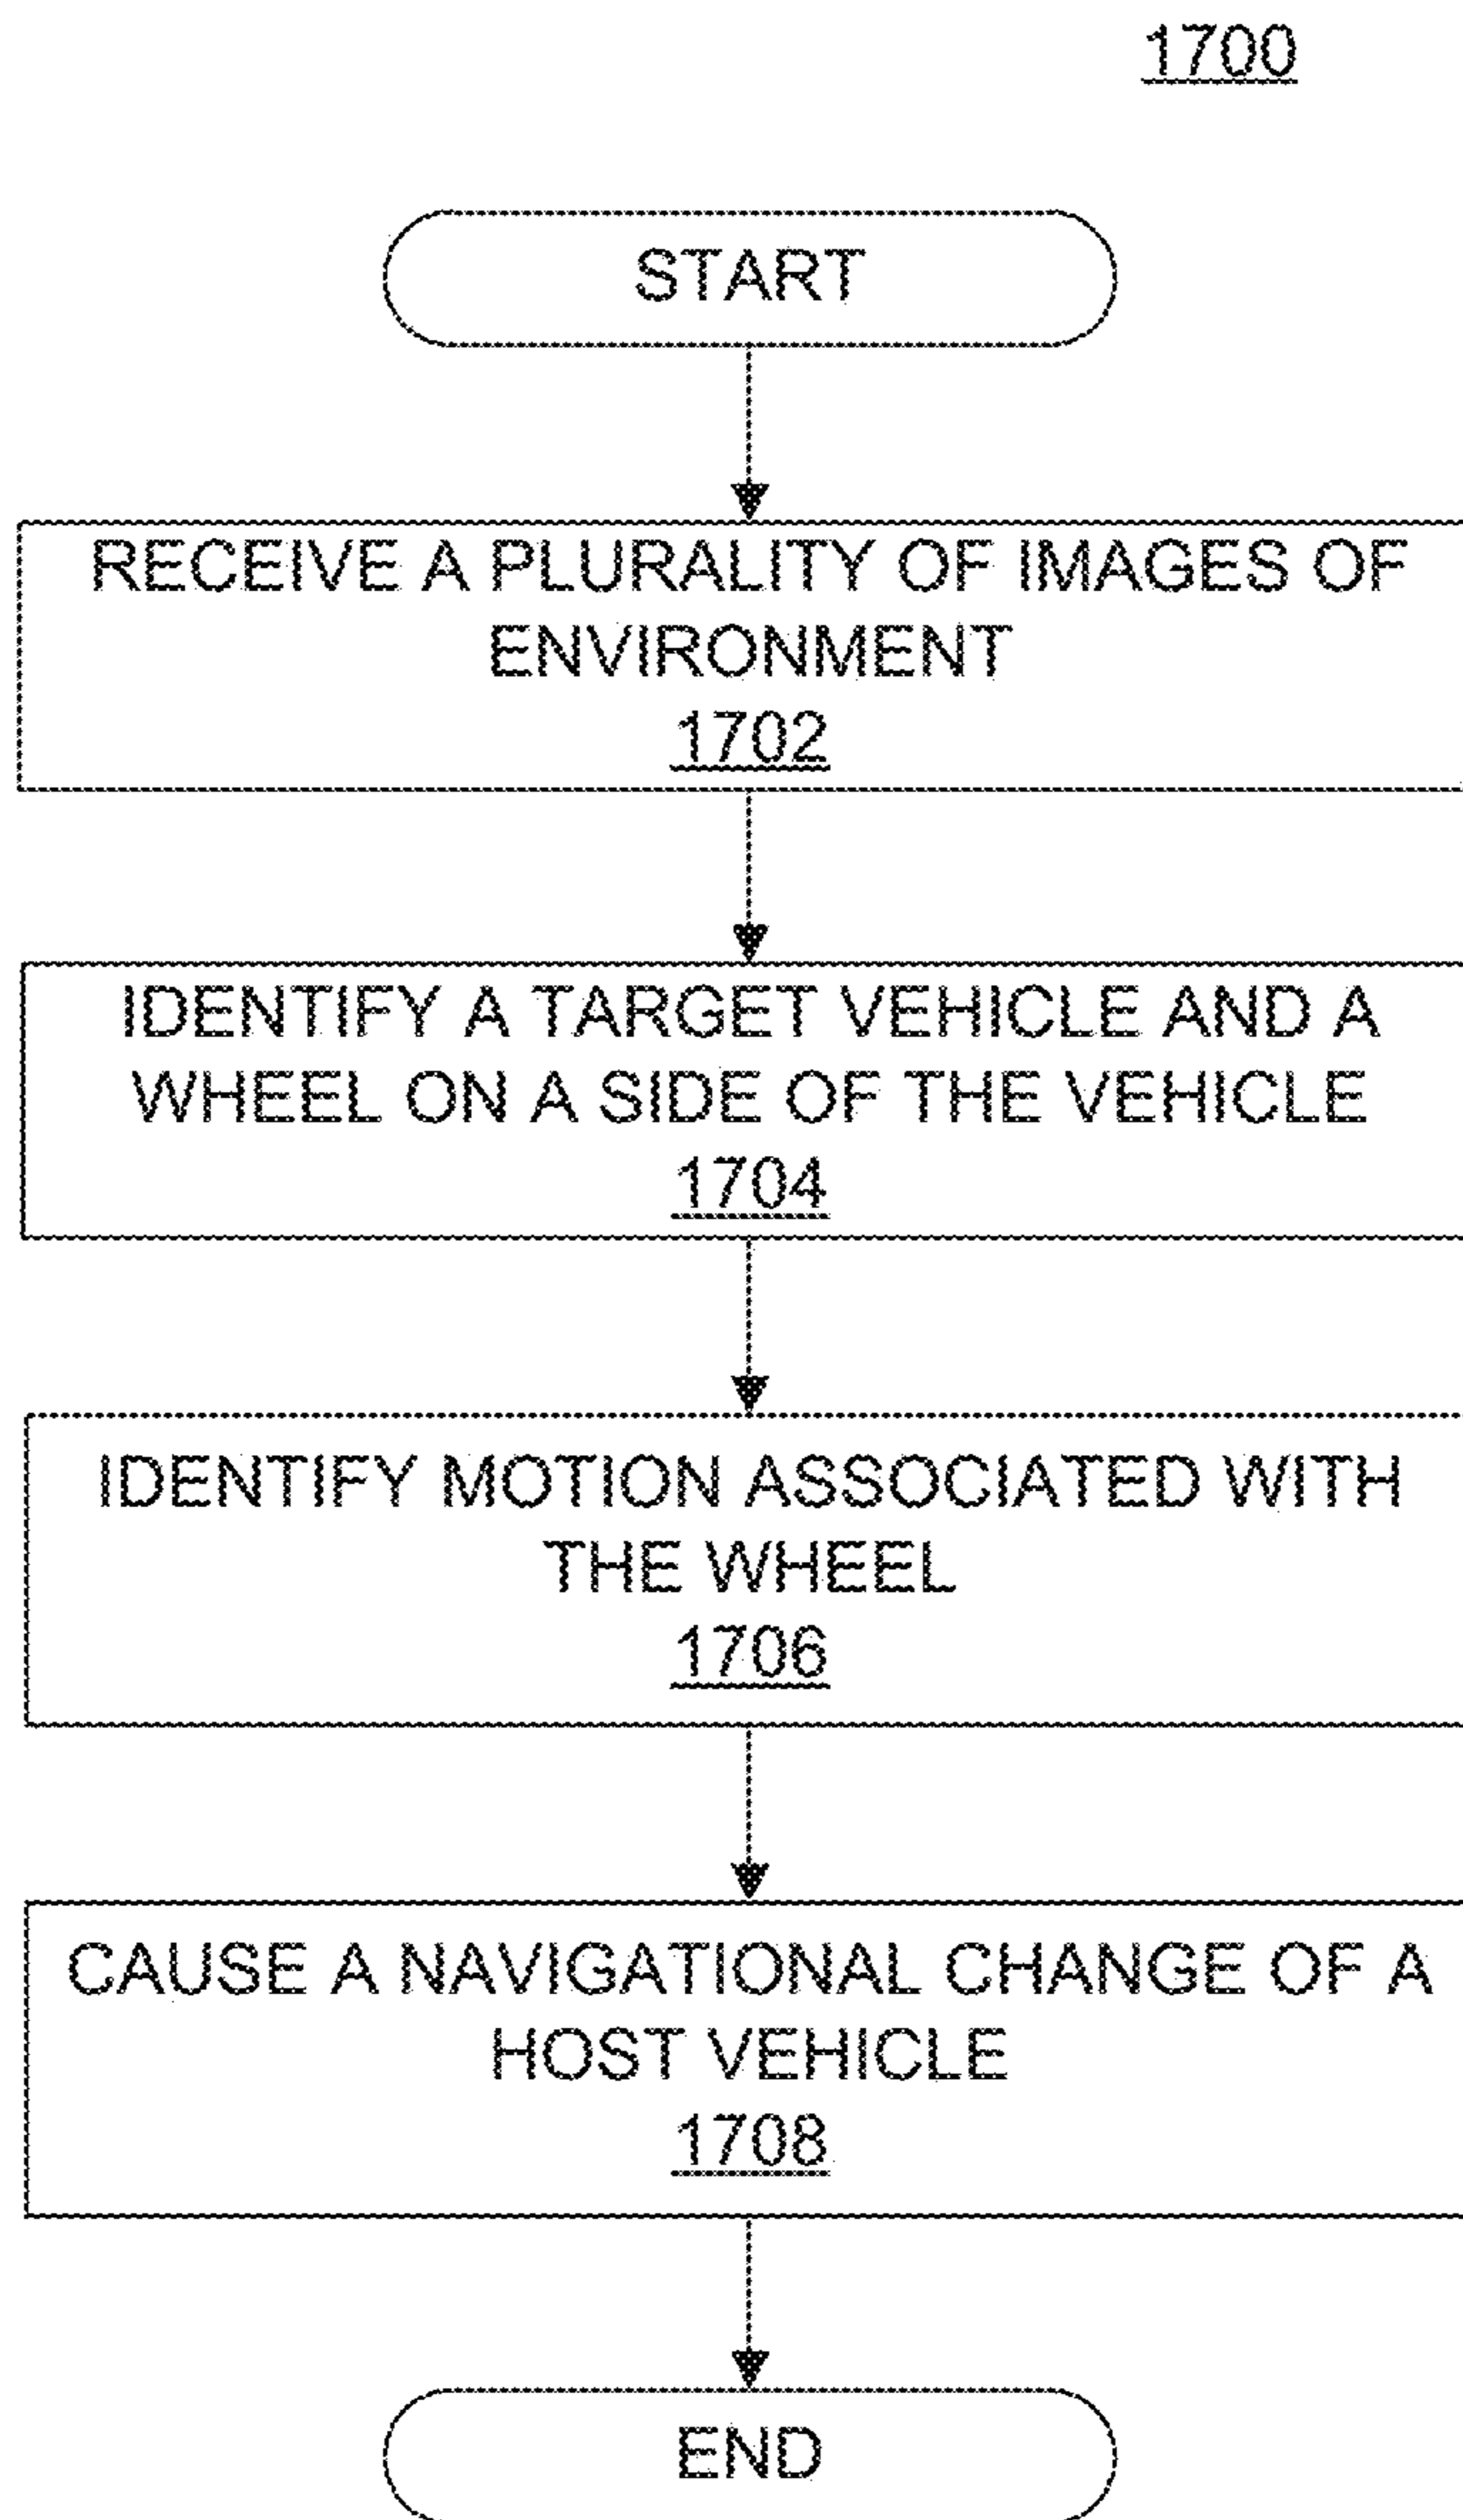 1700
START
RECEIVE A PLURALITY OF IMAGES OF
ENVIRONMENT
1702
IDENTIFY A TARGET VEHICLE AND A
WHEEL ON A SIDE OF THE VEHICLE
1704
IDENTIFY MOTION ASSOCIATED WITH
THE WHEEL
1706
CAUSE A NAVIGATIONAL CHANGE OF A
HOST VEHICLE
1708
END